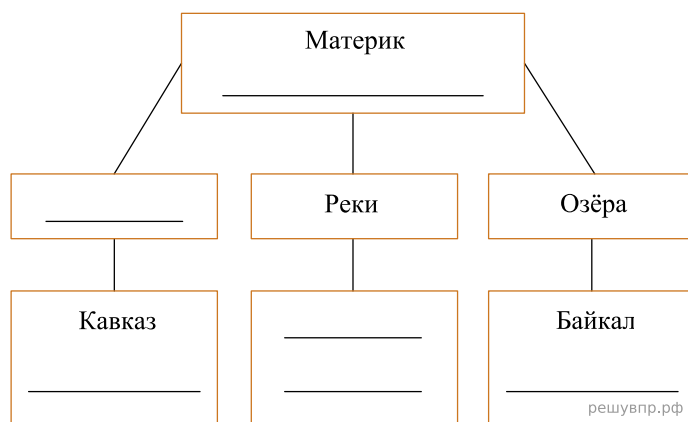 Материк
Реки
Озёра
Кавказ
Байкал
решувпр.рф